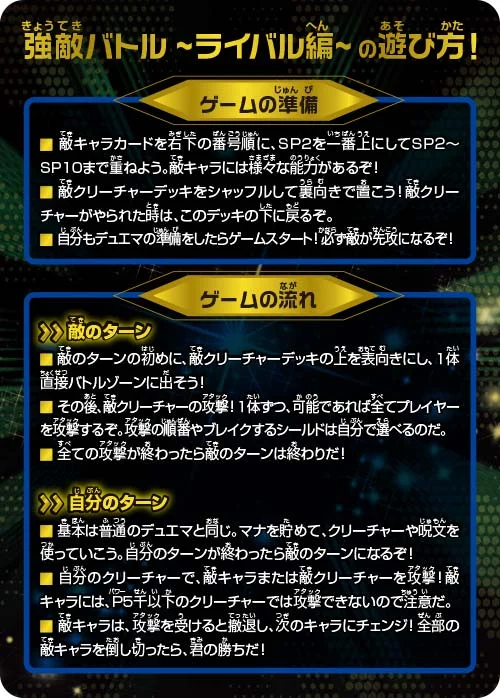 強敵バトル ~ライバル編~ の遊び方!
ゲームの準備
■ 敵キャラカードを右下の番号順に、SP2を一番上にしてSP2~
SP10まで重ねよう。敵キャラには様々な能力があるぞ!
■ 敵クリーチャーデッキをシャッフルして裏向きで直こう!敵クリー
チャーがやられた時は、このデッキの下に戻るぞ。
■ 自分もデュエマの準備をしたらゲームスタート!必ず敵が先攻になるぞ!
ゲームの流れ
敵のターン
■ 敵のターンの初めに、敵クリーチャーデッキの上を表向きにし、1体
直接バトルゾーンに出そう!
■ その後、敵クリーチャーの攻撃!1体ずつ、可能であれば全てプレイヤー
を攻撃するぞ。攻撃の順番やブレイクするシールドは自分で選べるのだ。
■ 全ての攻撃が終わったら敵のターンは終わりだ!
自分のターン
■ 基本は普通のデュエマと同じ。マナを貯めて、クリーチャーや呪文を
使っていこう。自分のターンが終わったら敵のターンになるぞ!
■ 自分のクリーチャーで、敵キャラまたは敵クリーチャーを攻撃!敵
キャラには、P5千以下のクリーチャーでは攻撃できないので注意だ。
■ 敵キャラは、攻撃を受けると撤退し、次のキャラにチェンジ!全部の
敵キャラを倒し切ったら、君の勝ちだ!